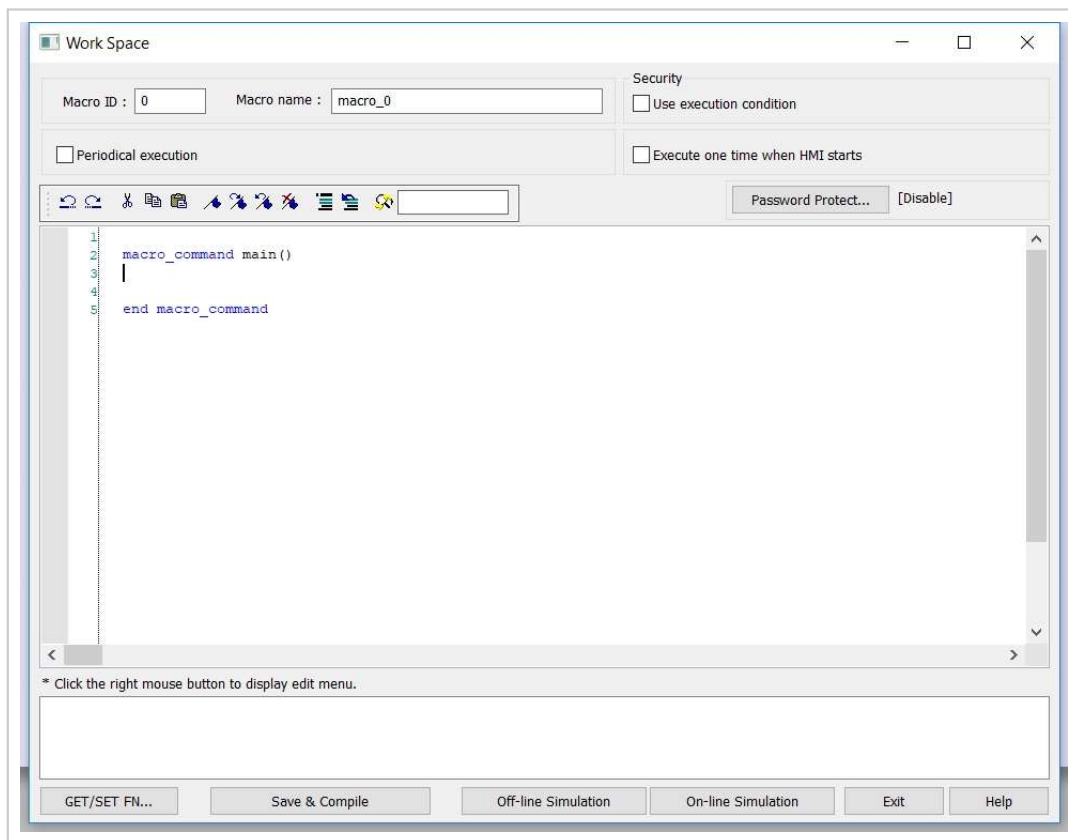 Work Space
Security
Macro ID : 0 Macro name : macro_0
Use execution condition
Periodical execution
Execute one time when HMI starts
Password Protect... [Disable]
1
2 macro_command main()
3
4
5 end macro_command
* Click the right mouse button to display edit menu.
GET/SET FN... Save & Compile Off-line Simulation On-line Simulation Exit Help